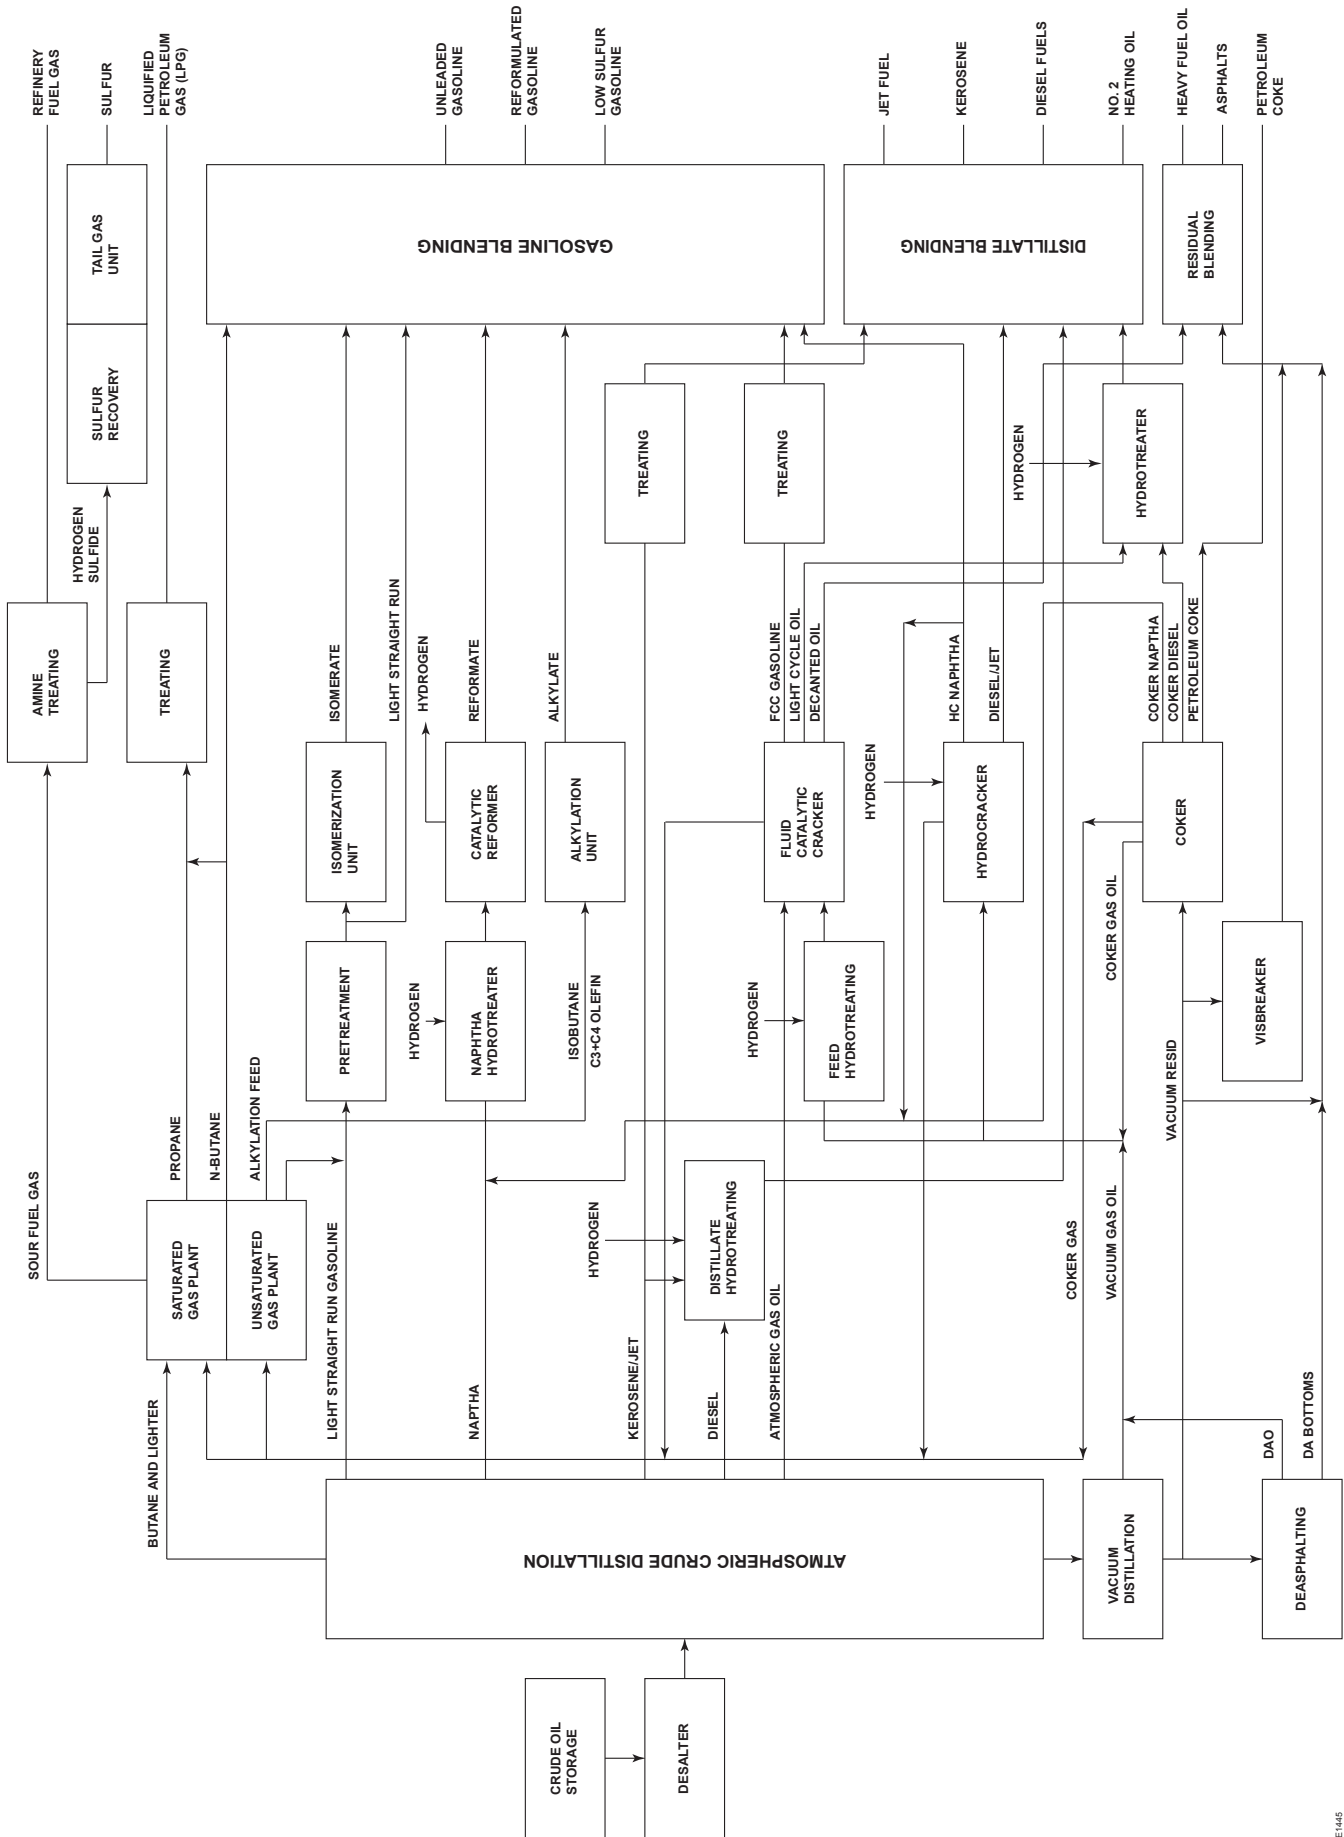 CRUDE OIL
STORAGE
DESALTER
ATMOSPHERIC CRUDE DISTILLATION
VACUUM
DISTILLATION
DEASPHALTING
BUTANE AND LIGHTER
LIGHT STRAIGHT RUN GASOLINE
NAPTHA
KEROSENE/JET
DIESEL
ATMOSPHERIC GAS OIL
COKER GAS
VACUUM GAS OIL
VACUUM RESID
DAO
DA BOTTOMS
SATURATED
GAS PLANT
UNSATURATED
GAS PLANT
SOUR FUEL GAS
PROPANE
N-BUTANE
ALKYLATION FEED
HYDROGEN
DISTILLATE
HYDROTREATING
PRETREATMENT
HYDROGEN
NAPHTHA
HYDROTREATER
ISOBUTANE
C3+C4 OLEFIN
HYDROGEN
FEED
HYDROTREATING
COKER GAS OIL
VISBREAKER
ISOMERIZATION
UNIT
CATALYTIC
REFORMER
ALKYLATION
UNIT
FLUID
CATALYTIC
CRACKER
HYDROGEN
HYDROCRACKER
COKER
AMINE
TREATING
TREATING
HYDROGEN
SULFIDE
ISOMERATE
LIGHT STRAIGHT RUN
HYDROGEN
REFORMATE
ALKYLATE
FCC GASOLINE
LIGHT CYCLE OIL
DECANTED OIL
HC NAPHTHA
DIESEL/JET
COKER NAPTHA
COKER DIESEL
PETROLEUM COKE
TREATING
TREATING
HYDROGEN
HYDROTREATER
SULFUR
RECOVERY
TAIL GAS
UNIT
GASOLINE BLENDING
DISTILLATE BLENDING
RESIDUAL
BLENDING
REFINERY
FUEL GAS
SULFUR
LIQUIFIED
PETROLEUM
GAS (LPG)
UNLEADED
GASOLINE
REFORMULATED
GASOLINE
LOW SULFUR
GASOLINE
JET FUEL
KEROSENE
DIESEL FUELS
NO. 2
HEATING OIL
HEAVY FUEL OIL
ASPHALTS
PETROLEUM
COKE
E1445